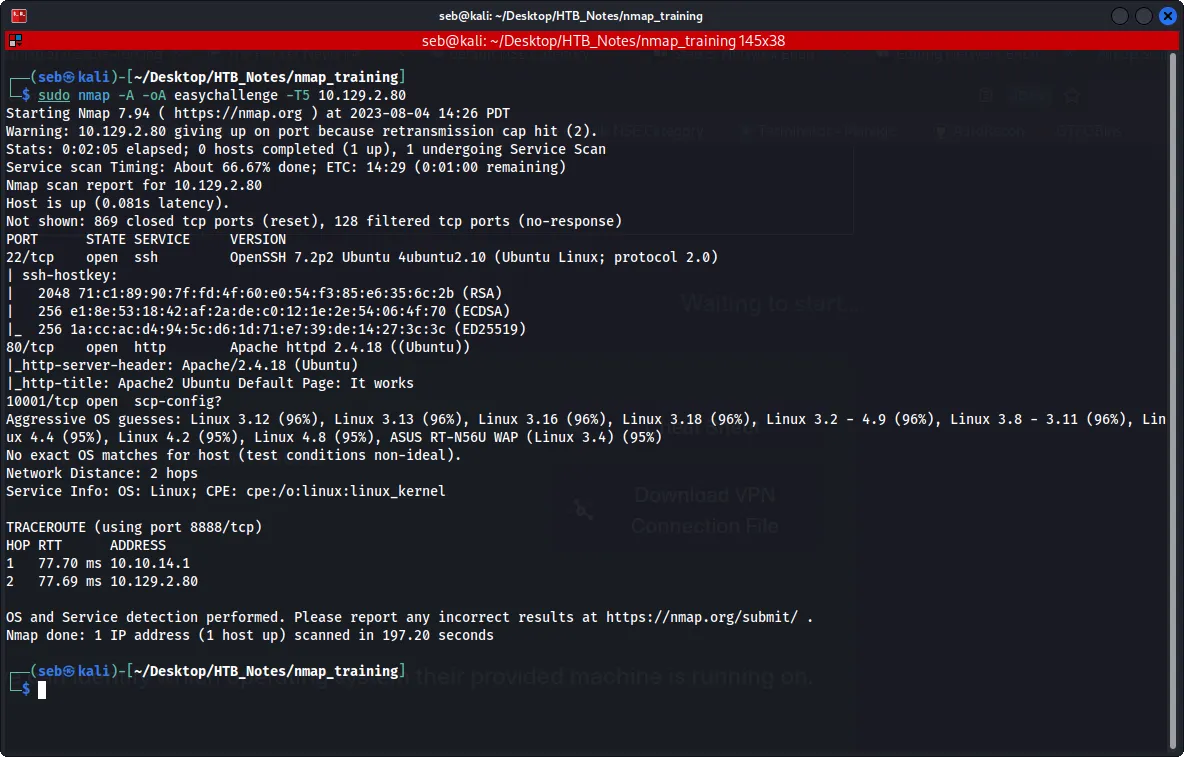 seb@kali: ~/Desktop/HTB_Notes/nmap_training
seb@kali: ~/Desktop/HTB_Notes/nmap_training 145x38
┌──(seb㉿kali)-[~/Desktop/HTB_Notes/nmap_training]
└─$ sudo nmap -A -oA easychallenge -T5 10.129.2.80
Starting Nmap 7.94 ( https://nmap.org ) at 2023-08-04 14:26 PDT
Warning: 10.129.2.80 giving up on port because retransmission cap hit (2).
Stats: 0:02:05 elapsed; 0 hosts completed (1 up), 1 undergoing Service Scan
Service scan Timing: About 66.67% done; ETC: 14:29 (0:01:00 remaining)
Nmap scan report for 10.129.2.80
Host is up (0.081s latency).
Not shown: 869 closed tcp ports (reset), 128 filtered tcp ports (no-response)
PORT      STATE SERVICE     VERSION
22/tcp    open  ssh         OpenSSH 7.2p2 Ubuntu 4ubuntu2.10 (Ubuntu Linux; protocol 2.0)
| ssh-hostkey:
|   2048 71:c1:89:90:7f:fd:4f:60:e0:54:f3:85:e6:35:6c:2b (RSA)
|   256 e1:8e:53:18:42:af:2a:de:c0:12:1e:2e:54:06:4f:70 (ECDSA)
|_  256 1a:cc:ac:d4:94:5c:d6:1d:71:e7:39:de:14:27:3c:3c (ED25519)
80/tcp    open  http        Apache httpd 2.4.18 ((Ubuntu))
|_http-server-header: Apache/2.4.18 (Ubuntu)
|_http-title: Apache2 Ubuntu Default Page: It works
10001/tcp open  scp-config?
Aggressive OS guesses: Linux 3.12 (96%), Linux 3.13 (96%), Linux 3.16 (96%), Linux 3.18 (96%), Linux 3.2 - 4.9 (96%), Linux 3.8 - 3.11 (96%), Lin
ux 4.4 (95%), Linux 4.2 (95%), Linux 4.8 (95%), ASUS RT-N56U WAP (Linux 3.4) (95%)
No exact OS matches for host (test conditions non-ideal).
Network Distance: 2 hops
Service Info: OS: Linux; CPE: cpe:/o:linux:linux_kernel
TRACEROUTE (using port 8888/tcp)
HOP RTT      ADDRESS
1   77.70 ms 10.10.14.1
2   77.69 ms 10.129.2.80
OS and Service detection performed. Please report any incorrect results at https://nmap.org/submit/ .
Nmap done: 1 IP address (1 host up) scanned in 197.20 seconds
┌──(seb㉿kali)-[~/Desktop/HTB_Notes/nmap_training]
└─$
Waiting to start...
Download VPN
Connection File
their provided machine is running on.